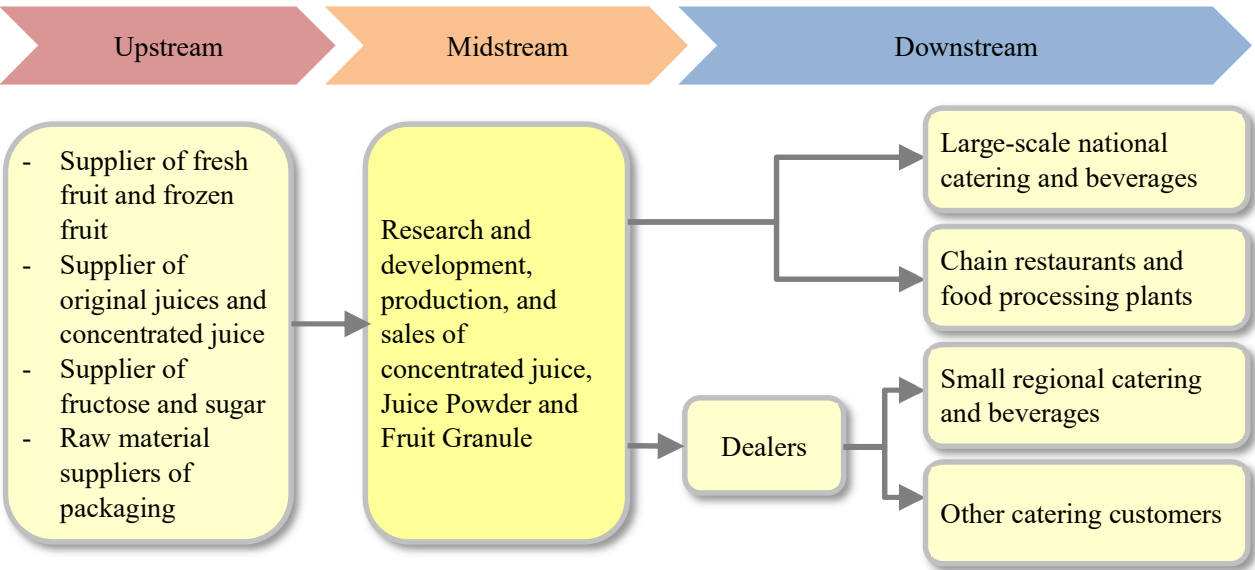 Upstream
Midstream
Downstream
- Supplier of fresh
fruit and frozen
fruit
- Supplier of
original juices and
concentrated juice
- Supplier of
fructose and sugar
- Raw material
suppliers of
packaging
Research and
development,
production, and
sales of
concentrated juice,
Juice Powder and
Fruit Granule
Dealers
Large-scale national
catering and beverages
Chain restaurants and
food processing plants
Small regional catering
and beverages
Other catering customers